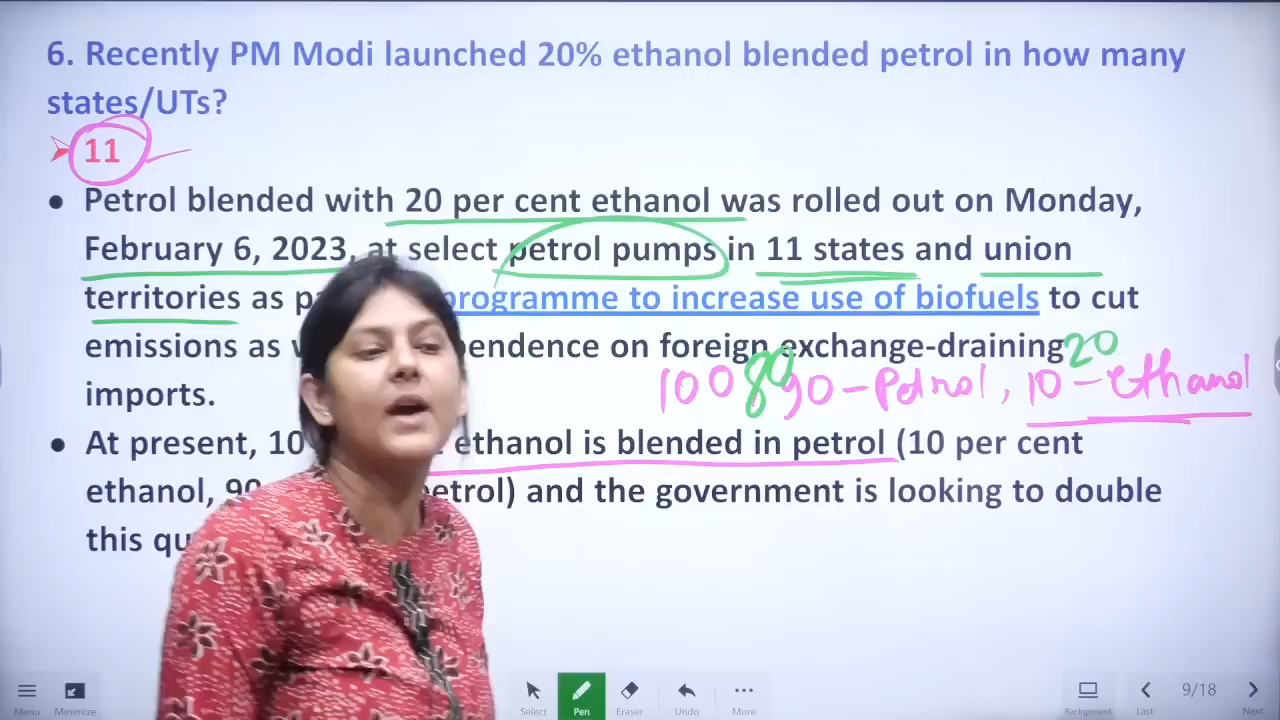 6. Recently PM Modi launched 20% ethanol blended petrol in how many
states/UTs?
11
Petrol blended with 20 per cent ethanol was rolled out on Monday,
February 6, 2023, at select petrol pumps in 11 states and union
territories as programme to increase use of biofuels to cut
emissions as on foreign exchange-draining
20
imports.
100 80 90-Petrol, 10-ethanol
At present, 10 ethanol is blended in petrol (10 per cent
ethanol, 90 petrol) and the government is looking to double
this
Menu
Minimize
Select
Pen
Eraser
Undo
More
Background
Last
9/18
Next